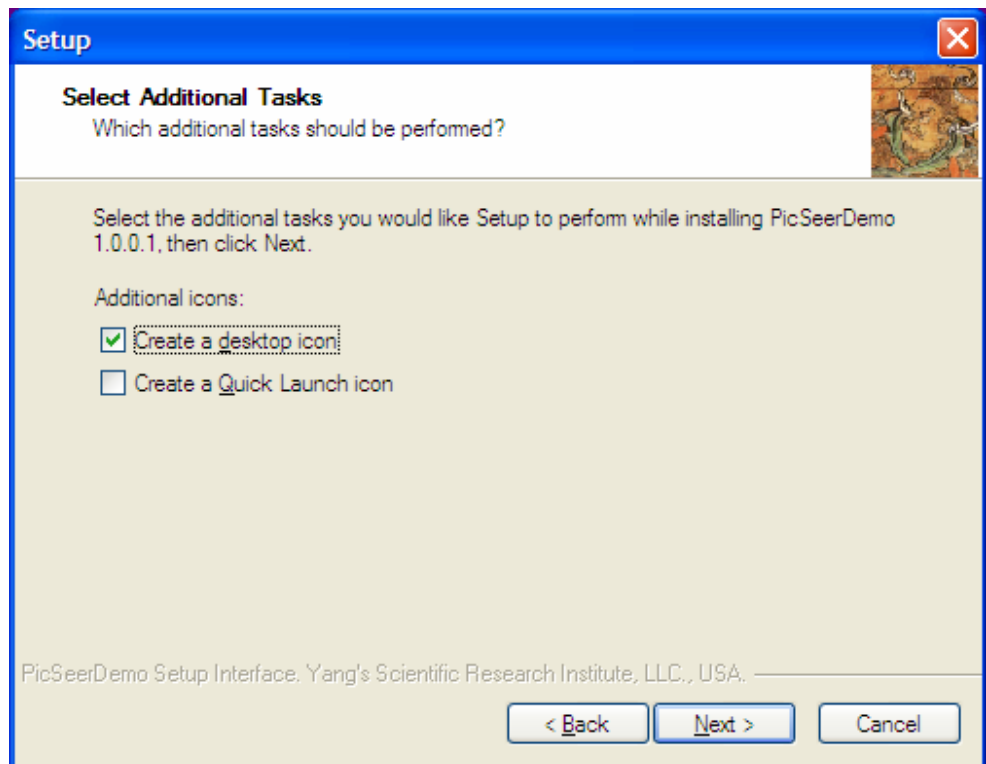 Setup
Select Additional Tasks
Which additional tasks should be performed?
Select the additional tasks you would like Setup to perform while installing PicSeerDemo
1.0.0.1, then click Next.
Additional icons:
Create a desktop icon
Create a Quick Launch icon
PicSeerDemo Setup Interface. Yang's Scientific Research Institute, LLC., USA.
< Back
Next >
Cancel